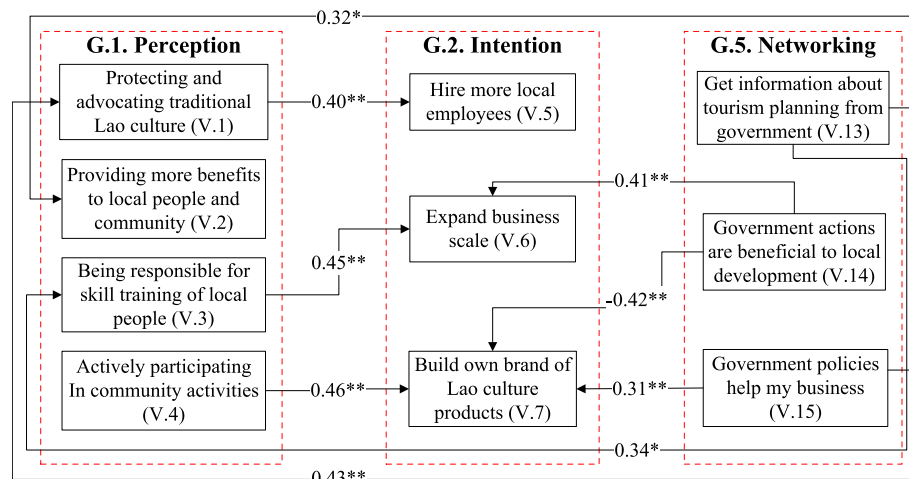 0.32*
G.1. Perception
G.2. Intention
G.5. Networking
Protecting and
advocating traditional
Lao culture (V.1)
0.40**
Hire more local
employees (V.5)
Get information about
tourism planning from
government (V.13)
Providing more benefits
to local people and
community (V.2)
0.41**
Expand business
scale (V.6)
Government actions
are beneficial to local
development (V.14)
0.45**
Being responsible for
skill training of local
people (V.3)
-0.42**
Actively participating
In community activities
(V.4)
0.46**
Build own brand of
Lao culture
products (V.7)
0.31**
Government policies
help my business
(V.15)
0.34*
0.43**